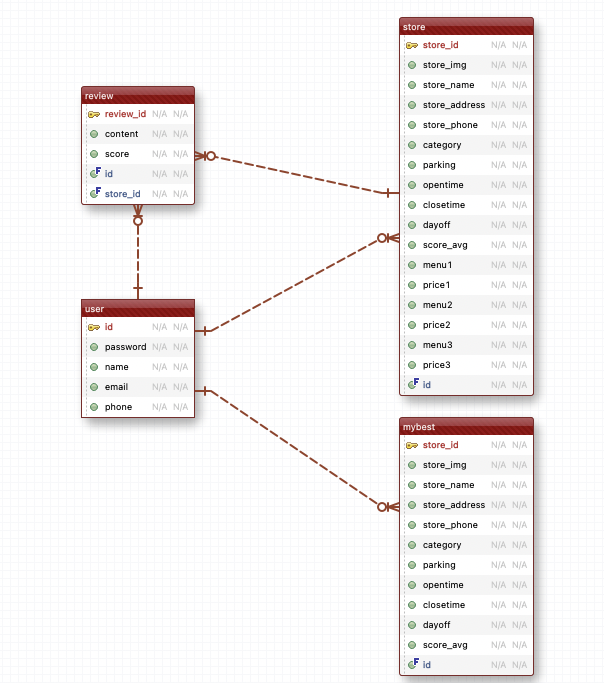 review
review_id N/A N/A
content N/A N/A
score N/A N/A
id N/A N/A
store_id N/A N/A
user
id N/A N/A
password N/A N/A
name N/A N/A
email N/A N/A
phone N/A N/A
store
store_id N/A N/A
store_img N/A N/A
store_name N/A N/A
store_address N/A N/A
store_phone N/A N/A
category N/A N/A
parking N/A N/A
opentime N/A N/A
closetime N/A N/A
dayoff N/A N/A
score_avg N/A N/A
menu1 N/A N/A
price1 N/A N/A
menu2 N/A N/A
price2 N/A N/A
menu3 N/A N/A
price3 N/A N/A
id N/A N/A
mybest
store_id N/A N/A
store_img N/A N/A
store_name N/A N/A
store_address N/A N/A
store_phone N/A N/A
category N/A N/A
parking N/A N/A
opentime N/A N/A
closetime N/A N/A
dayoff N/A N/A
score_avg N/A N/A
id N/A N/A